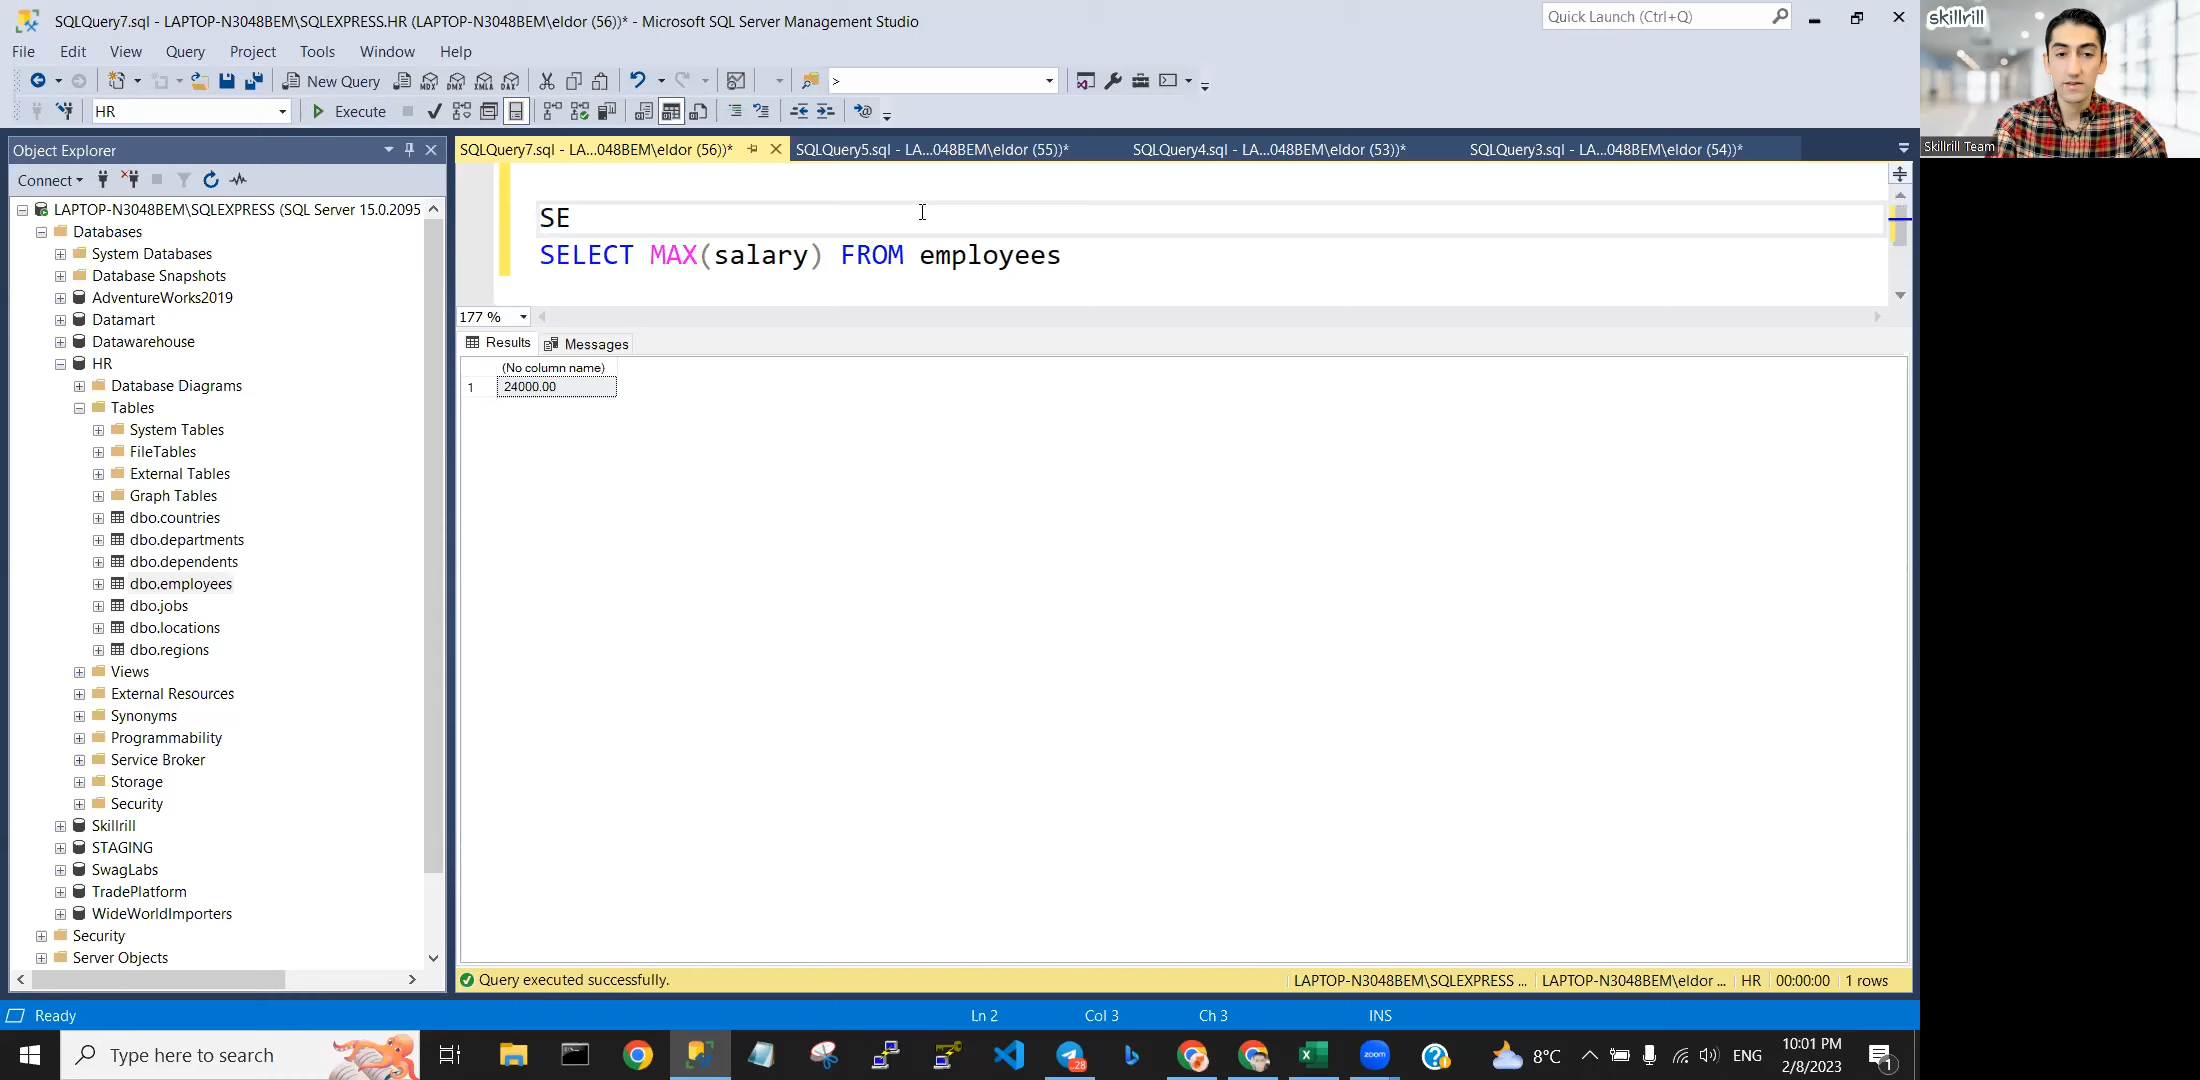 SQLQuery7.sql - LAPTOP-N3048BEM\SQLEXPRESS.HR (LAPTOP-N3048BEM\eldor (56))* - Microsoft SQL Server Management Studio
Quick Launch (Ctrl+Q)
File Edit View Query Project Tools Window Help
New Query
>
HR
Execute
Object Explorer
Connect
LAPTOP-N3048BEM\SQLEXPRESS (SQL Server 15.0.2095
Databases
System Databases
Database Snapshots
AdventureWorks2019
Datamart
Datawarehouse
HR
Database Diagrams
Tables
System Tables
FileTables
External Tables
Graph Tables
dbo.countries
dbo.departments
dbo.dependents
dbo.employees
dbo.jobs
dbo.locations
dbo.regions
Views
External Resources
Synonyms
Programmability
Service Broker
Storage
Security
Skillrill
STAGING
SwagLabs
TradePlatform
WideWorldImporters
Security
Server Objects
SQLQuery7.sql - LA...048BEM\eldor (56))*
SQLQuery5.sql - LA...048BEM\eldor (55))*
SQLQuery4.sql - LA...048BEM\eldor (53))*
SQLQuery3.sql - LA...048BEM\eldor (54))*
SE
SELECT MAX(salary) FROM employees
177 %
Results Messages
(No column name)
1 24000.00
Query executed successfully.
LAPTOP-N3048BEM\SQLEXPRESS ... LAPTOP-N3048BEM\eldor ... HR 00:00:00 1 rows
Ready Ln 2 Col 3 Ch 3 INS
Type here to search
28
zoom
8°C
ENG
10:01 PM
2/8/2023
1
skillrill
Skillrill Team